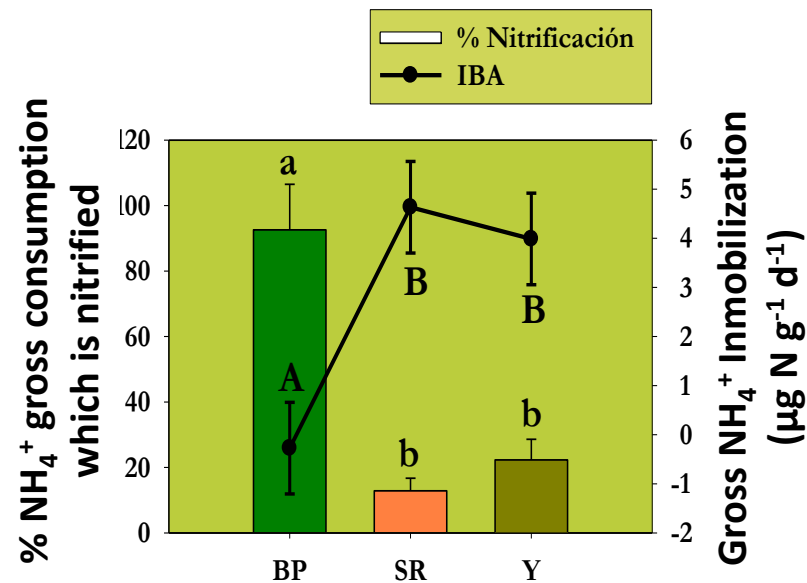 % Nitrificación
IBA
% NH₄⁺ gross consumption
which is nitrified
120
100
80
60
40
20
0
a
A
B
b
B
b
6
5
4
3
2
1
0
-1
-2
Gross NH₄⁺ Inmobilization
(µg N g⁻¹ d⁻¹)
BP SR Y